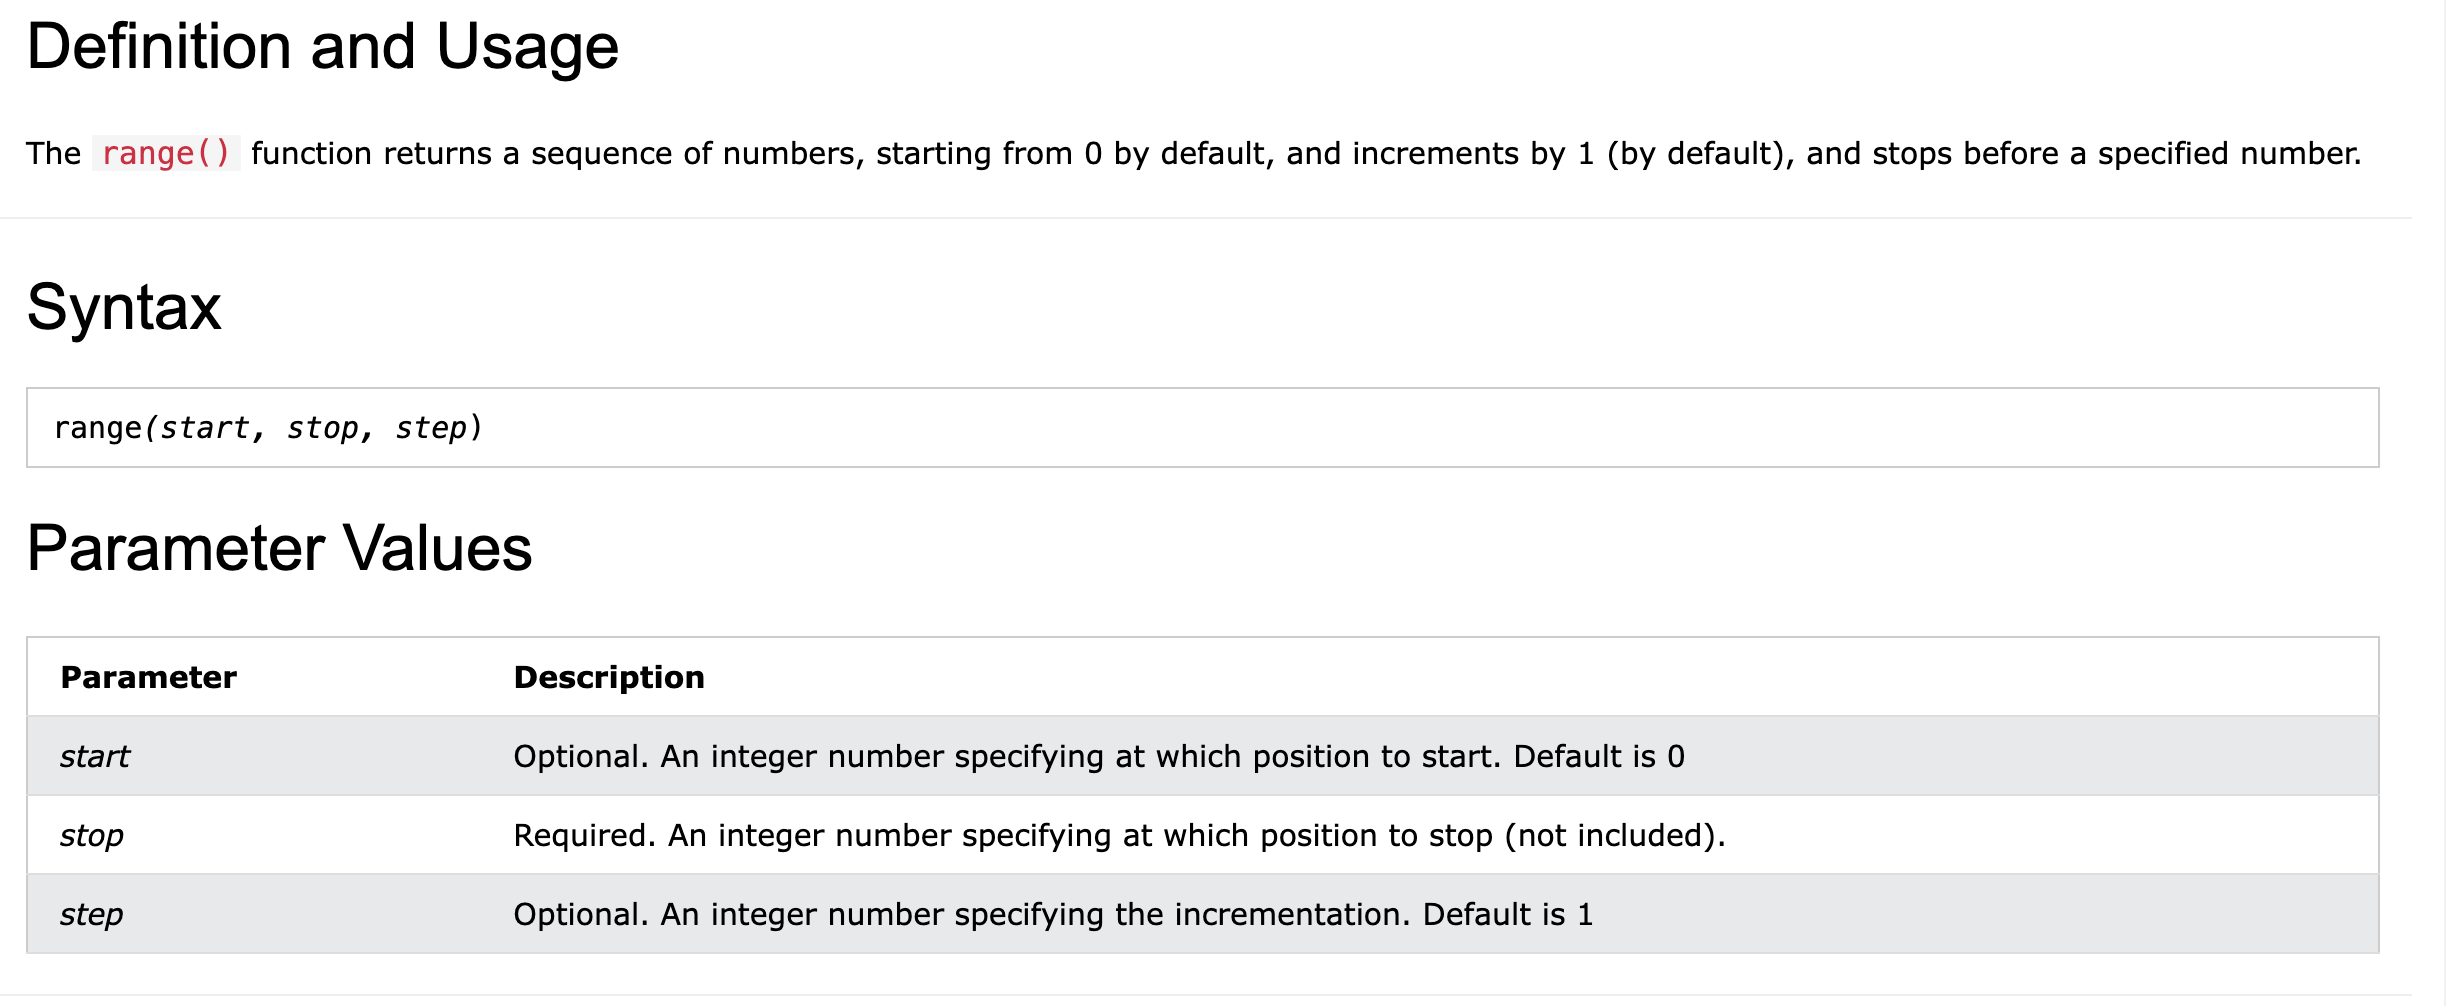 Definition and Usage
The range() function returns a sequence of numbers, starting from 0 by default, and increments by 1 (by default), and stops before a specified number.
Syntax
range(start, stop, step)
Parameter Values
Parameter Description
start Optional. An integer number specifying at which position to start. Default is 0
stop Required. An integer number specifying at which position to stop (not included).
step Optional. An integer number specifying the incrementation. Default is 1